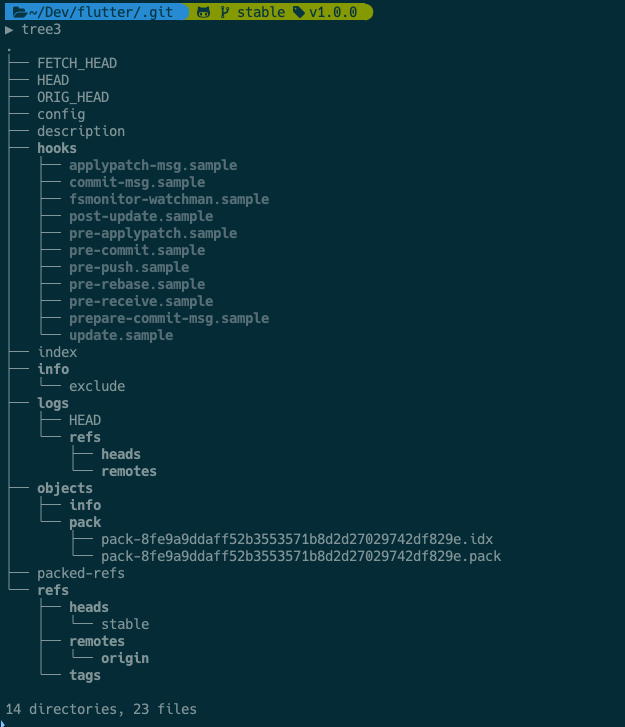 ~/Dev/flutter/.git stable v1.0.0
▶ tree3
.
├── FETCH_HEAD
├── HEAD
├── ORIG_HEAD
├── config
├── description
├── hooks
│   ├── applypatch-msg.sample
│   ├── commit-msg.sample
│   ├── fsmonitor-watchman.sample
│   ├── post-update.sample
│   ├── pre-applypatch.sample
│   ├── pre-commit.sample
│   ├── pre-push.sample
│   ├── pre-rebase.sample
│   ├── pre-receive.sample
│   ├── prepare-commit-msg.sample
│   └── update.sample
├── index
├── info
│   └── exclude
├── logs
│   ├── HEAD
│   └── refs
│       ├── heads
│       └── remotes
├── objects
│   ├── info
│   └── pack
│       ├── pack-8fe9a9ddaff52b3553571b8d2d27029742df829e.idx
│       └── pack-8fe9a9ddaff52b3553571b8d2d27029742df829e.pack
├── packed-refs
└── refs
    ├── heads
    │   └── stable
    ├── remotes
    │   └── origin
    └── tags
14 directories, 23 files